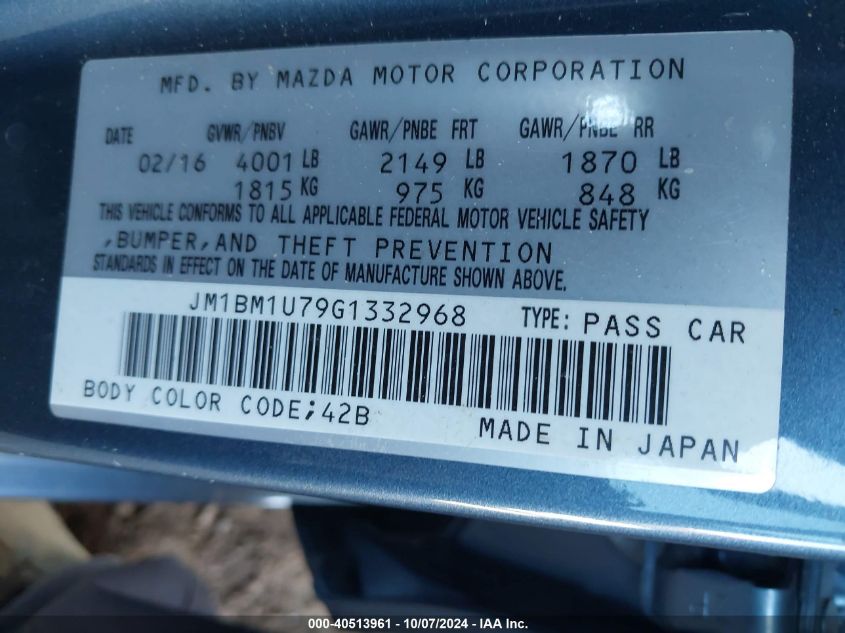 MFD. BY MAZDA MOTOR CORPORATION
DATE GVWR/PNBV GAWR/PNBE FRT GAWR/PNBE RR
02/16 4001 LB 2149 LB 1870 LB
1815 KG 975 KG 848 KG
THIS VEHICLE CONFORMS TO ALL APPLICABLE FEDERAL MOTOR VEHICLE SAFETY
,BUMPER,AND THEFT PREVENTION
STANDARDS IN EFFECT ON THE DATE OF MANUFACTURE SHOWN ABOVE.
JM1BM1U79G1332968 TYPE: PASS CAR
BODY COLOR CODE;42B
MADE IN JAPAN
000-40513961 - 10/07/2024 - IAA Inc.